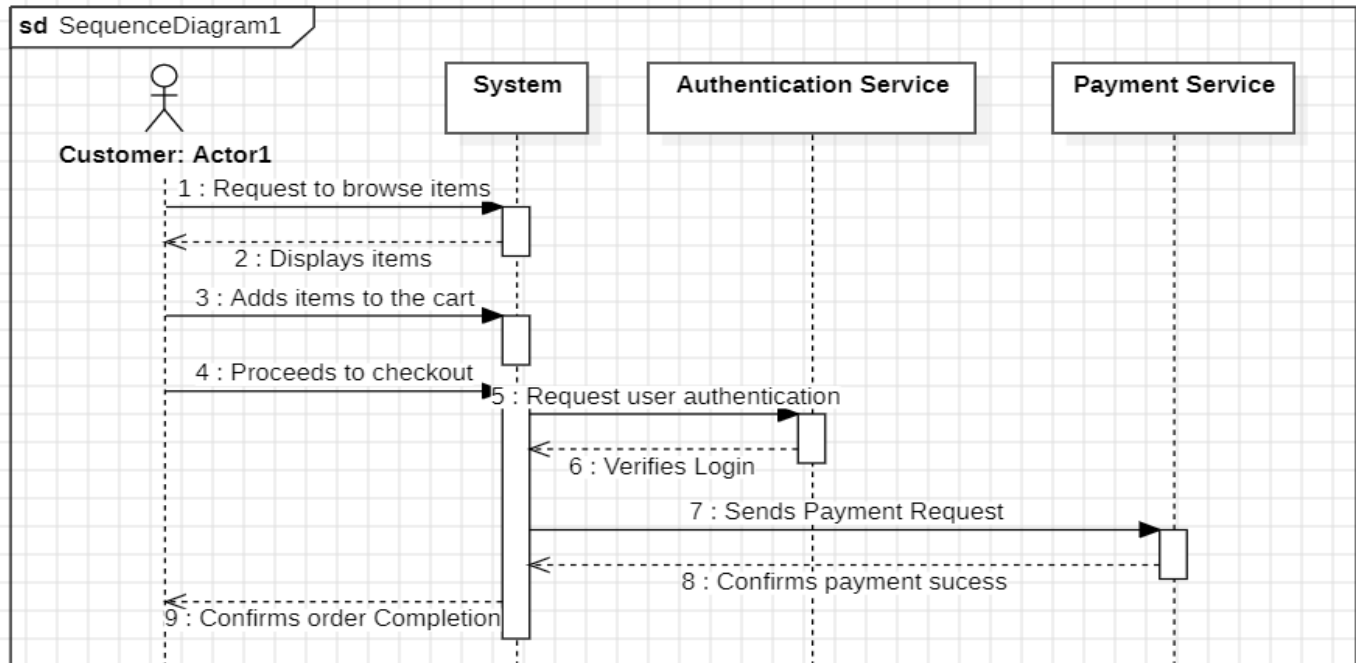 sd SequenceDiagram1
System
Authentication Service
Payment Service
Customer: Actor1
1 : Request to browse items
2 : Displays items
3 : Adds items to the cart
4 : Proceeds to checkout
5 : Request user authentication
6 : Verifies Login
7 : Sends Payment Request
8 : Confirms payment sucess
9 : Confirms order Completion